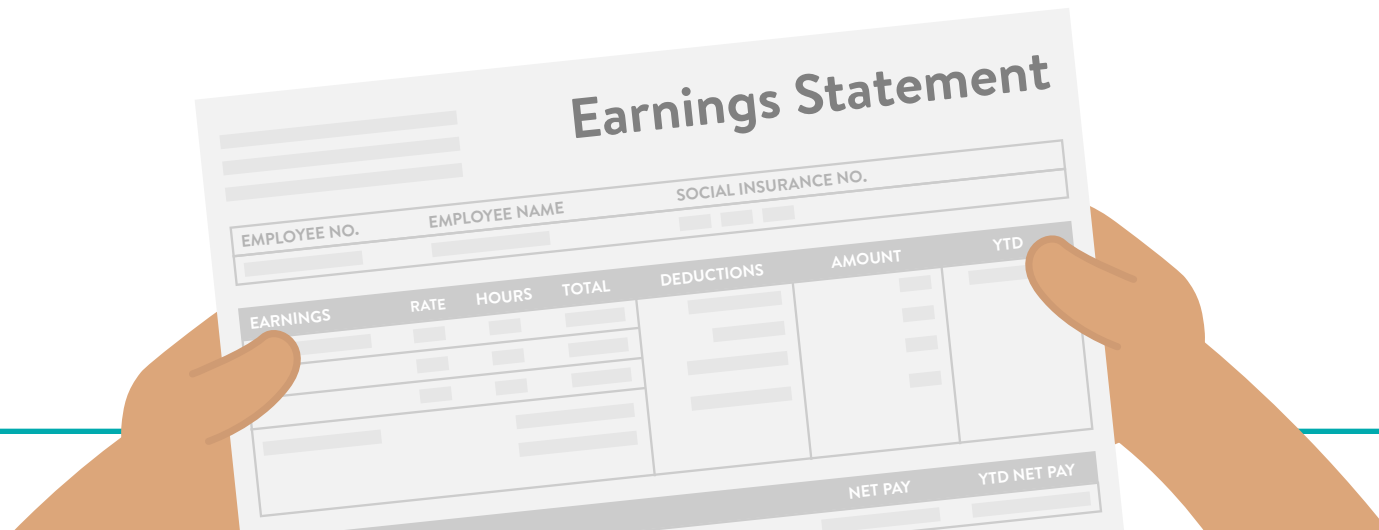 Earnings Statement
EMPLOYEE NO. EMPLOYEE NAME SOCIAL INSURANCE NO.
EARNINGS RATE HOURS TOTAL DEDUCTIONS AMOUNT YTD
NET PAY YTD NET PAY